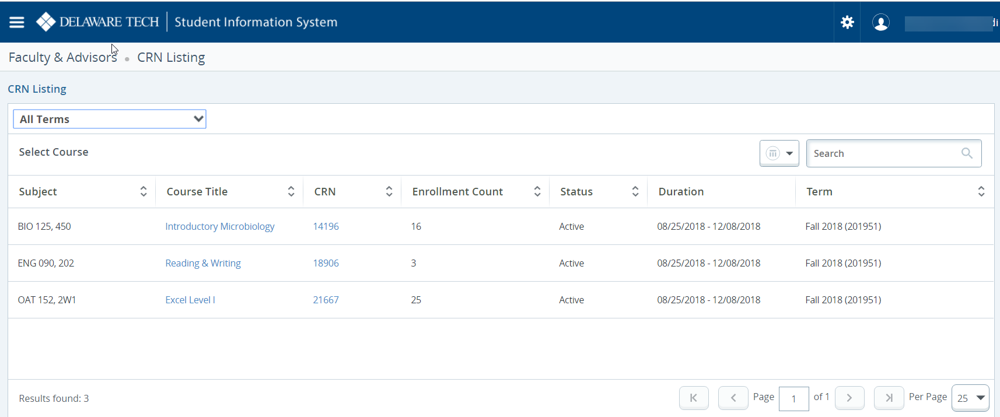 DELAWARE TECH Student Information System di
Faculty & Advisors • CRN Listing
CRN Listing
All Terms
Select Course Search
Subject Course Title CRN Enrollment Count Status Duration Term
BIO 125, 450 Introductory Microbiology 14196 16 Active 08/25/2018 - 12/08/2018 Fall 2018 (201951)
ENG 090, 202 Reading & Writing 18906 3 Active 08/25/2018 - 12/08/2018 Fall 2018 (201951)
OAT 152, 2W1 Excel Level I 21667 25 Active 08/25/2018 - 12/08/2018 Fall 2018 (201951)
Results found: 3 Page 1 of 1 Per Page 25